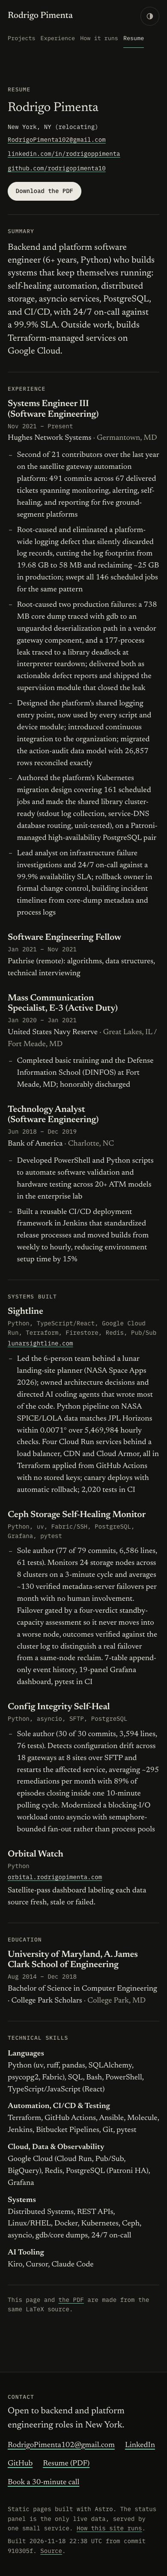 Rodrigo Pimenta
Projects Experience How it runs Resume
RESUME
Rodrigo Pimenta
New York, NY (relocating)
RodrigoPimenta102@gmail.com
linkedin.com/in/rodrigoppimenta
github.com/rodrigopimenta10
Download the PDF
SUMMARY
Backend and platform software
engineer (6+ years, Python) who builds
systems that keep themselves running:
self-healing automation, distributed
storage, asyncio services, PostgreSQL,
and CI/CD, with 24/7 on-call against
a 99.9% SLA. Outside work, builds
Terraform-managed services on
Google Cloud.
EXPERIENCE
Systems Engineer III
(Software Engineering)
Nov 2021 – Present
Hughes Network Systems · Germantown, MD
– Second of 21 contributors over the last year
on the satellite gateway automation
platform: 491 commits across 67 delivered
tickets spanning monitoring, alerting, self-
healing, and reporting for five ground-
segment platforms
– Root-caused and eliminated a platform-
wide logging defect that silently discarded
log records, cutting the log footprint from
19.68 GB to 58 MB and reclaiming ~25 GB
in production; swept all 146 scheduled jobs
for the same pattern
– Root-caused two production failures: a 738
MB core dump traced with gdb to an
unguarded deserialization path in a vendor
gateway component, and a 177-process
leak traced to a library deadlock at
interpreter teardown; delivered both as
actionable defect reports and shipped the
supervision module that closed the leak
– Designed the platform's shared logging
entry point, now used by every script and
device module; introduced configuration
linting to the organization; migrated
the action-audit data model with 26,857
rows reconciled exactly
– Authored the platform's Kubernetes
migration design covering 161 scheduled
jobs and made the shared library cluster-
ready (stdout log collection, service-DNS
database routing, unit-tested), on a Patroni-
managed high-availability PostgreSQL pair
– Lead analyst on infrastructure failure
investigations and 24/7 on-call against a
99.9% availability SLA; rollback owner in
formal change control, building incident
timelines from core-dump metadata and
process logs
Software Engineering Fellow
Jan 2021 – Nov 2021
Pathrise (remote): algorithms, data structures,
technical interviewing
Mass Communication
Specialist, E-3 (Active Duty)
Jan 2020 – Jan 2021
United States Navy Reserve · Great Lakes, IL /
Fort Meade, MD
– Completed basic training and the Defense
Information School (DINFOS) at Fort
Meade, MD; honorably discharged
Technology Analyst
(Software Engineering)
Jun 2018 – Dec 2019
Bank of America · Charlotte, NC
– Developed PowerShell and Python scripts
to automate software validation and
hardware testing across 20+ ATM models
in the enterprise lab
– Built a reusable CI/CD deployment
framework in Jenkins that standardized
release processes and moved builds from
weekly to hourly, reducing environment
setup time by 15%
SYSTEMS BUILT
Sightline
Python, TypeScript/React, Google Cloud
Run, Terraform, Firestore, Redis, Pub/Sub
lunarsightline.com
– Led the 6-person team behind a lunar
landing-site planner (NASA Space Apps
2026); owned architecture decisions and
directed AI coding agents that wrote most
of the code. Python pipeline on NASA
SPICE/LOLA data matches JPL Horizons
within 0.0071° over 5,469,984 hourly
checks. Four Cloud Run services behind a
load balancer, CDN and Cloud Armor, all in
Terraform applied from GitHub Actions
with no stored keys; canary deploys with
automatic rollback; 2,020 tests in CI
Ceph Storage Self-Healing Monitor
Python, uv, Fabric/SSH, PostgreSQL,
Grafana, pytest
– Sole author (77 of 79 commits, 6,586 lines,
61 tests). Monitors 24 storage nodes across
8 clusters on a 3-minute cycle and averages
~130 verified metadata-server failovers per
month with no human involvement.
Failover gated by a five-verdict standby-
capacity assessment so it never moves into
an unsafe node, distinguishing failures
from the cluster's own self-recovery after a
same-node double-restart traced to polling
finer than a daemon reclaim. 7-table append-
only event history, 19-panel Grafana
dashboard, pytest in CI
Config Integrity Self-Heal
Python, asyncio, SFTP, PostgreSQL
– Sole author (30 of 30 commits, 3,594 lines,
76 tests). Detects configuration drift across
18 gateways at 8 sites over SFTP and
restarts the affected service, averaging ~295
remediations per month with 89% of
episodes closing inside one 10-minute
polling cycle. Modernized a blocking-I/O
workload onto asyncio with semaphore-
bounded fan-out rather than process pools
Orbital Watch
Python
orbital.rodrigopimenta.com
Satellite-pass dashboard labeling each data
source fresh, stale or failed.
EDUCATION
University of Maryland, A. James
Clark School of Engineering
Aug 2014 – Dec 2018
Bachelor of Science in Computer Engineering
· College Park Scholars · College Park, MD
TECHNICAL SKILLS
Languages
Python (uv, ruff, pandas, SQLAlchemy,
psycopg2, Fabric), SQL, Bash, PowerShell,
TypeScript/JavaScript (React)
Automation, CI/CD & Testing
Terraform, GitHub Actions, Ansible, Molecule,
Jenkins, Bitbucket Pipelines, Git, pytest
Cloud, Data & Observability
Google Cloud (Cloud Run, Pub/Sub,
BigQuery), Redis, PostgreSQL (Patroni HA),
Grafana
Systems
Distributed Systems, REST APIs,
Linux/RHEL, Docker, Kubernetes, Ceph,
asyncio, gdb/core dumps, 24/7 on-call
AI Tooling
Kiro, Cursor, Claude Code
This page and the PDF are made from the
same LaTeX source.
CONTACT
Open to backend and platform
engineering roles in New York.
RodrigoPimenta102@gmail.com LinkedIn
GitHub Resume (PDF)
Book a 30-minute call
Static pages built with Astro. The status
panel is the only live data, served by
one small service. How this site runs.
Built 2026-11-18 22:38 UTC from commit
910305f. Source.